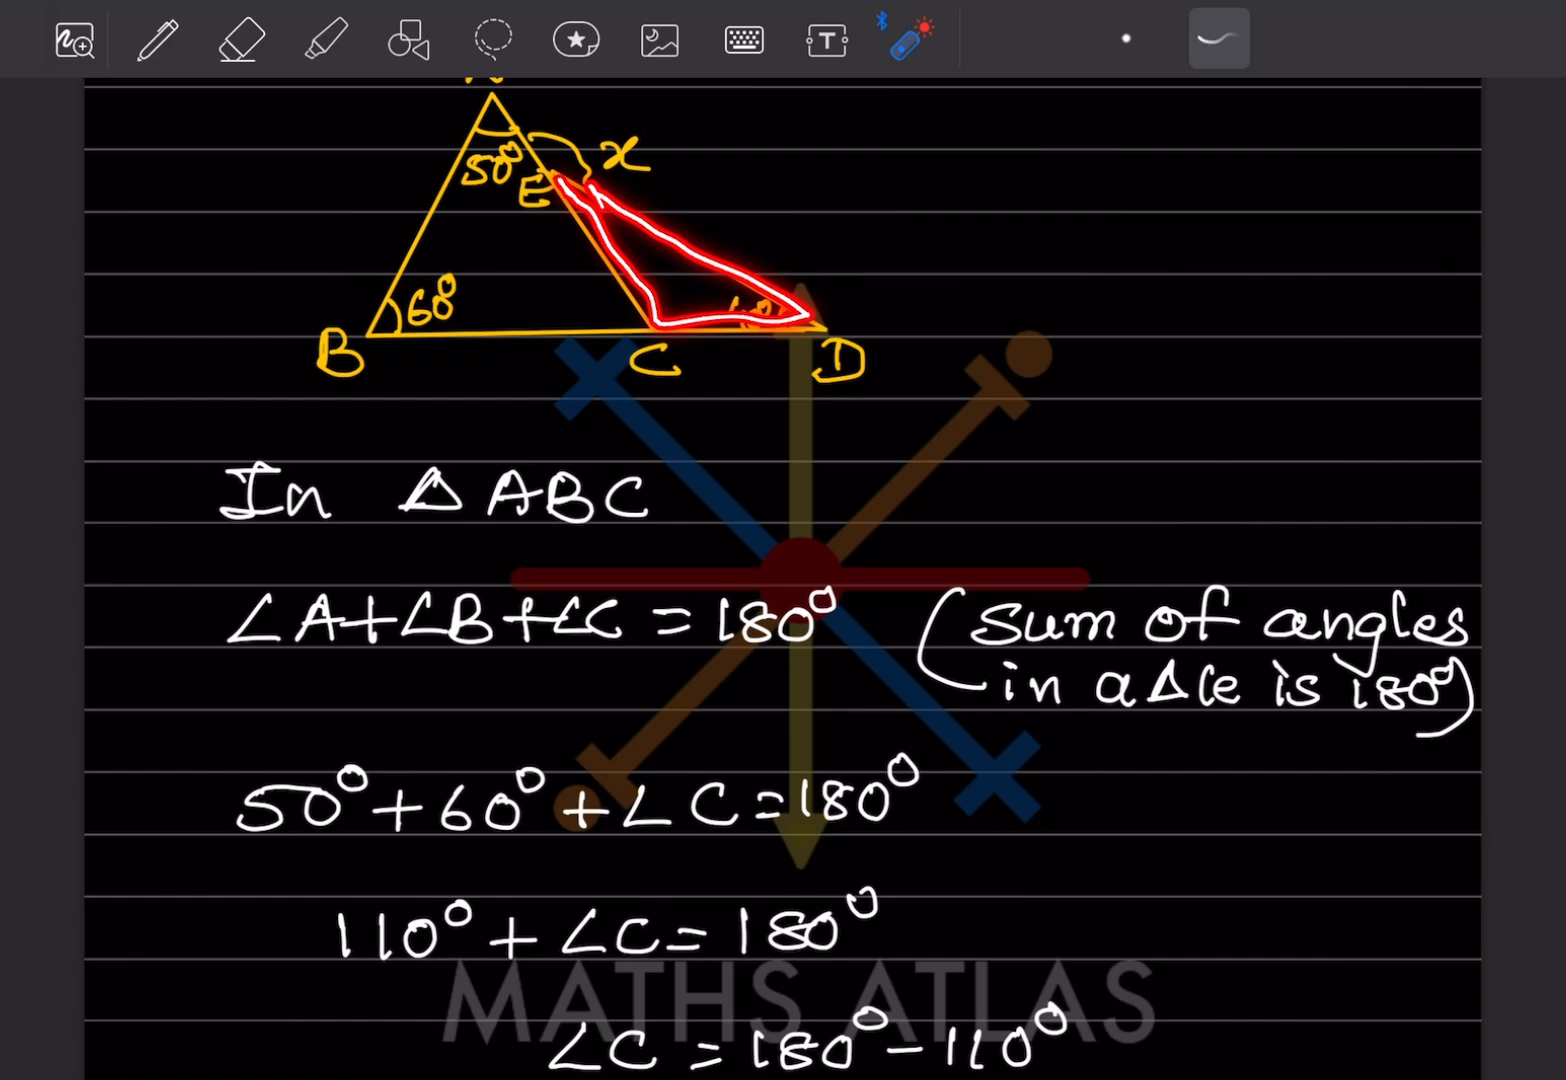 50° E x
60°
B C D
In △ ABC
∠A+∠B+∠C = 180° (sum of angles
in a △le is 180°)
50°+60°+∠C=180°
110°+∠C=180°
MATHS ATLAS
∠C=180°-110°